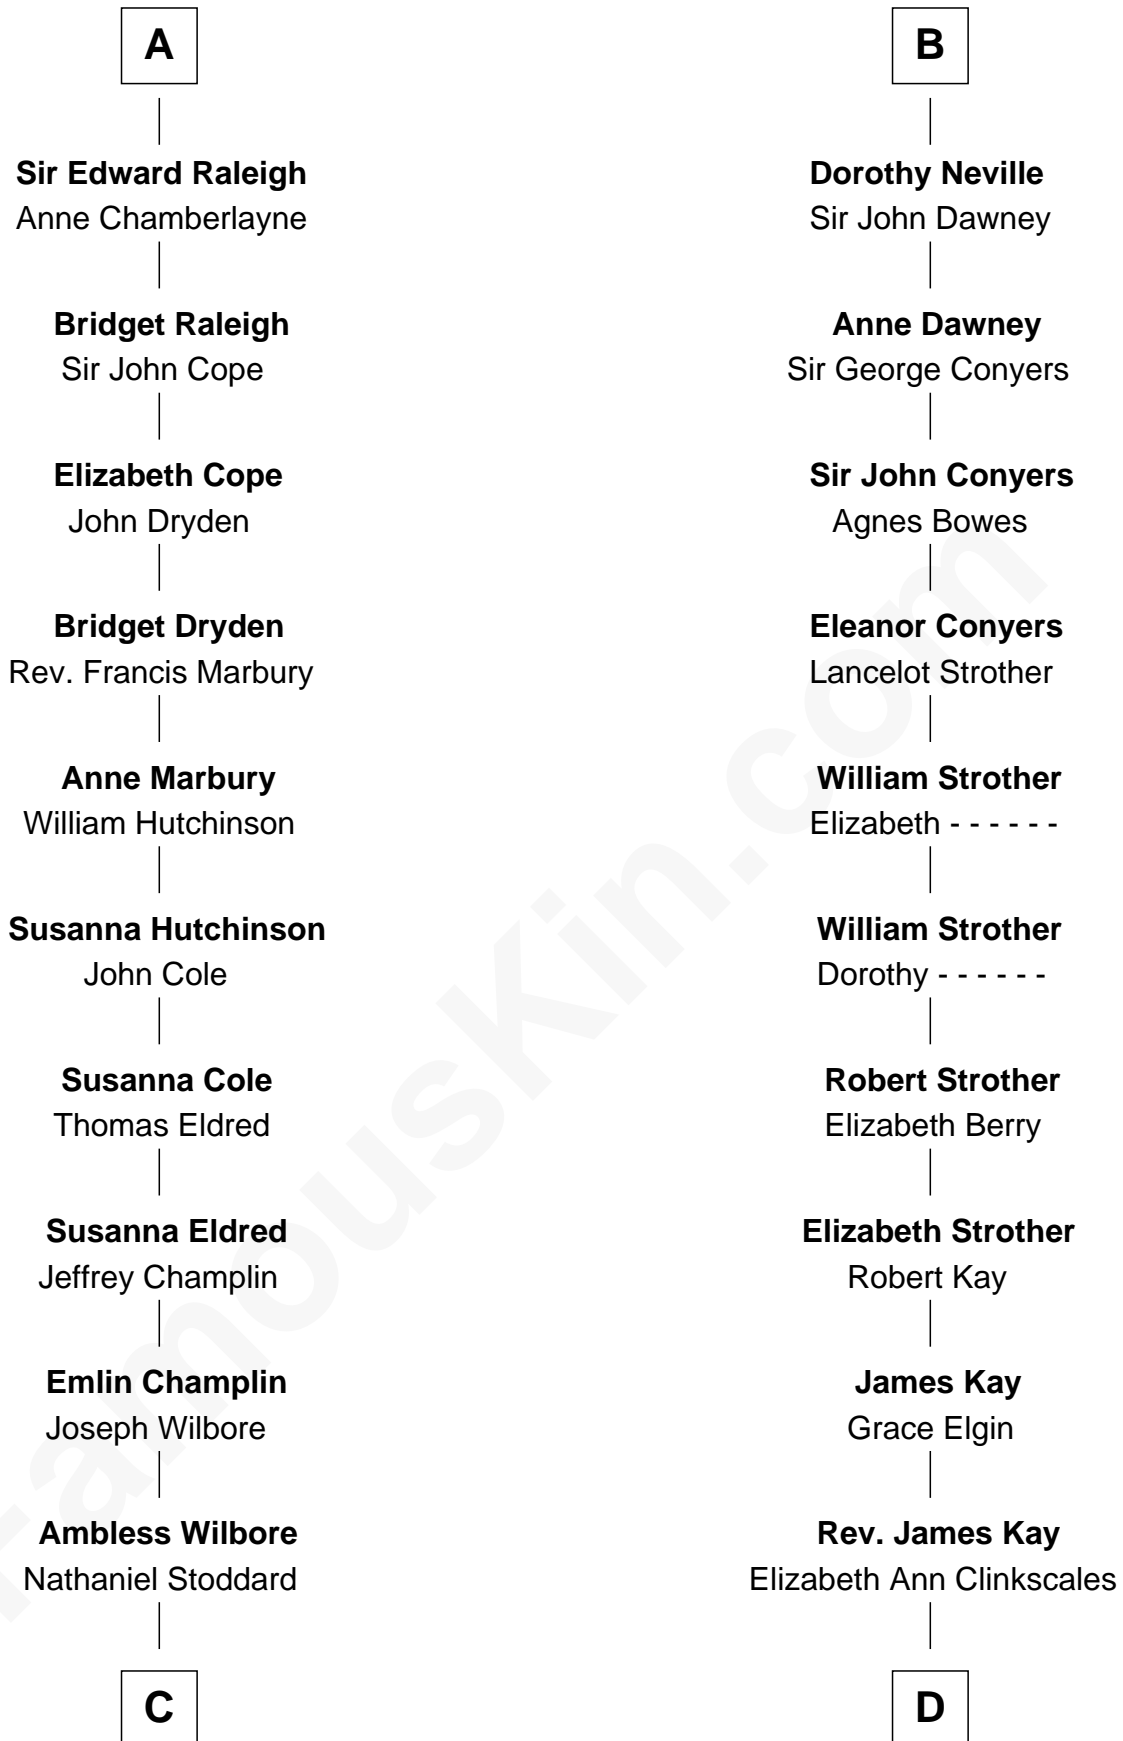 A
Sir Edward Raleigh
Anne Chamberlayne
Bridget Raleigh
Sir John Cope
Elizabeth Cope
John Dryden
Bridget Dryden
Rev. Francis Marbury
Anne Marbury
William Hutchinson
Susanna Hutchinson
John Cole
Susanna Cole
Thomas Eldred
Susanna Eldred
Jeffrey Champlin
Emlin Champlin
Joseph Wilbore
Ambless Wilbore
Nathaniel Stoddard
C
B
Dorothy Neville
Sir John Dawney
Anne Dawney
Sir George Conyers
Sir John Conyers
Agnes Bowes
Eleanor Conyers
Lancelot Strother
William Strother
Elizabeth - - - - - -
William Strother
Dorothy - - - - - -
Robert Strother
Elizabeth Berry
Elizabeth Strother
Robert Kay
James Kay
Grace Elgin
Rev. James Kay
Elizabeth Ann Clinkscales
D
FamousKin.com